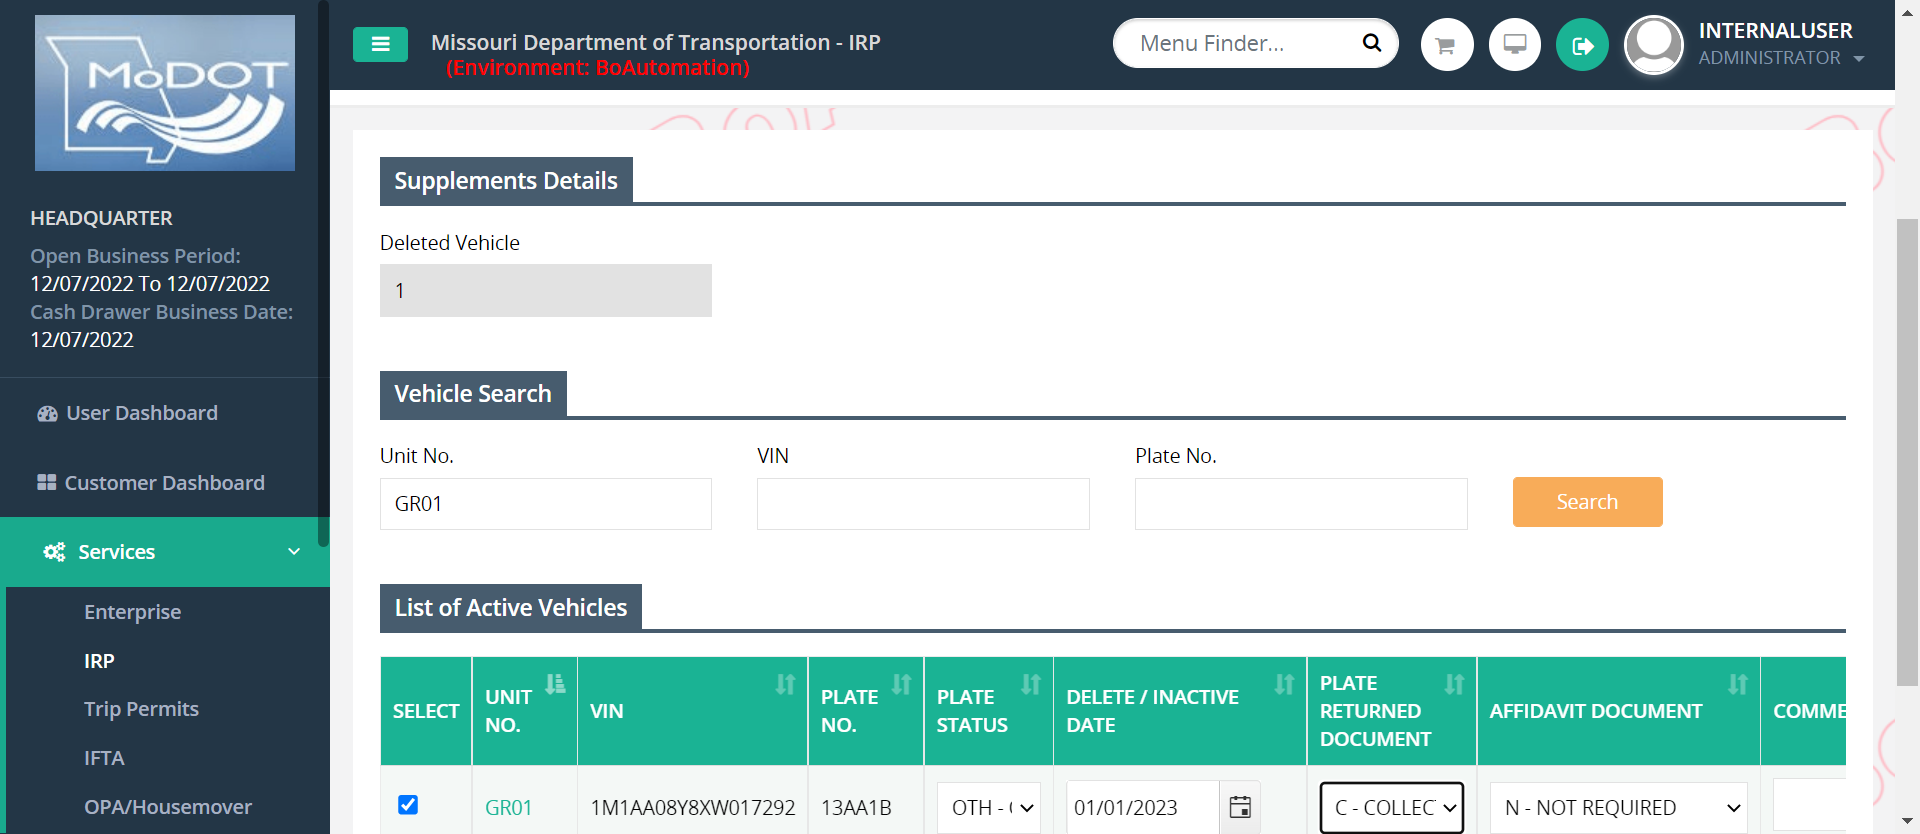 MoDOT
HEADQUARTER
Open Business Period:
12/07/2022 To 12/07/2022
Cash Drawer Business Date:
12/07/2022
User Dashboard
Customer Dashboard
Services
Enterprise
IRP
Trip Permits
IFTA
OPA/Housemover
Missouri Department of Transportation - IRP
(Environment: BoAutomation)
Menu Finder...
INTERNALUSER
ADMINISTRATOR
Supplements Details
Deleted Vehicle
1
Vehicle Search
Unit No. VIN Plate No.
GR01 Search
List of Active Vehicles
SELECT UNIT NO. VIN PLATE NO. PLATE STATUS DELETE / INACTIVE DATE PLATE RETURNED DOCUMENT AFFIDAVIT DOCUMENT COMME
GR01 1M1AA08Y8XW017292 13AA1B OTH - 01/01/2023 C - COLLEC N - NOT REQUIRED